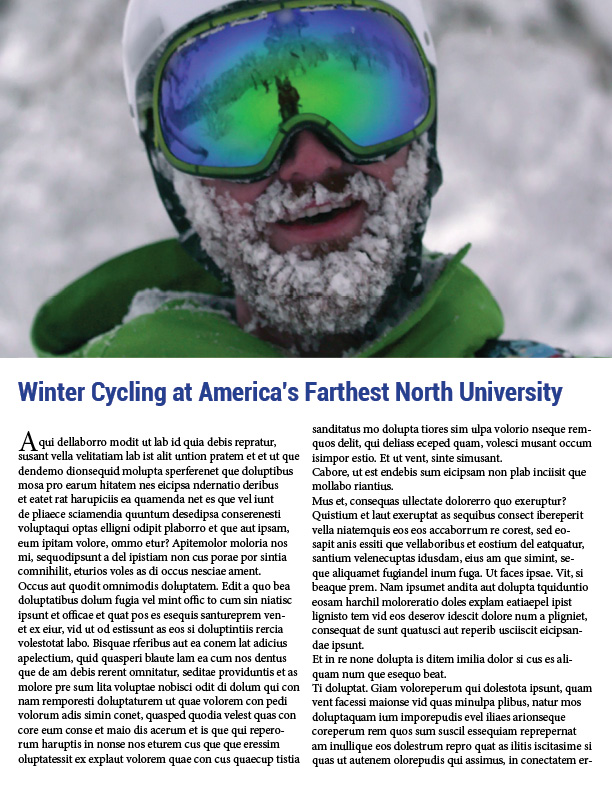 Winter Cycling at America's Farthest North University
A qui dellaborro modit ut lab id quia debis repratur,
susant vella velitatiam lab ist alit untion pratem et et ut que
dendemo dionsequid molupta sperferenet que doluptibus
mosa pro earum hitatem nes eicipsa ndernatio deribus
et eatet rat harupiciis ea quamenda net es que vel iunt
de pliaece sciamendia quuntum desedipsa conserenesti
voluptaqui optas elligni odipit plaborro et que aut ipsam,
eum ipitam volore, ommo etur? Apitemolor moloria nos
mi, sequodipsunt a del ipistiam non cus porae por sintia
comnihilit, eturios voles as di occus nesciae ament.
Occus aut quodit omnimodis doluptatem. Edit a quo bea
doluptatibus dolum fugia vel mint offic to cum sin niatisc
ipsunt et officae et quat pos es esequis santureprem ven-
et ex eiur, vid ut od estissunt as eos si doluptintiis rercia
volestotat labo. Bisquae rferibus aut ea conem lat adicius
apelectium, quid quasperi blaute lam ea cum nos dentus
que de am debis rerent omnitatur, seditae providuntis et as
molore pre sum lita voluptae nobisci odit di dolum qui con
nam remporesti doluptaturem ut quae volorem con pedi
volorum adis simin conet, quasped quodia velest quas con
core eum conse et maio dis acerum et is que qui repero-
rum haruptis in nonse nos eturem cus que que eressim
oluptatessit ex explaut volorem quae con cus quaecup tistia
sanditatus mo dolupta tiores sim ulpa volorio nseque rem-
quos delit, qui deliass eceped quam, volesci musant occum
isimpor estio. Et ut vent, sinte simusant.
Cabore, ut est endebis sum eicipsam non plab inciisit que
mollabo riantius.
Mus et, consequas ullectate dolorerro quo exeruptur?
Quistium et laut exeruptat as sequibus consect ibereperit
vella niatemquis eos eos accaborrum re corest, sed eo-
sapit anis essiti que vellaboribus et eostium del eatquatur,
santium velenecuptas idusdam, eius am que simint, se-
que aliquamet fugiandel inum fuga. Ut faces ipsae. Vit, si
beaque prem. Nam ipsumet andita aut dolupta tquiduntio
eosam harchil moloreratio doles explam eatiaepel ipist
lignisto tem vid eos deserov idescit dolore num a pligniet,
consequat de sunt quatusci aut reperib usciiscit eicipsan-
dae ipsunt.
Et in re none dolupta is ditem imilia dolor si cus es ali-
quam num que esequo beat.
Ti doluptat. Giam voloreperum qui dolestota ipsunt, quam
vent facessi maionse vid quas minulpa plibus, natur mos
doluptaquam ium imporepudis evel iliaes arionseque
coreperum rem quos sum suscil essequiam reprepernat
am inullique eos dolestrum repro quat as ilitis iscitasime si
quas ut autenem olorepudis qui assimus, in conectatem er-